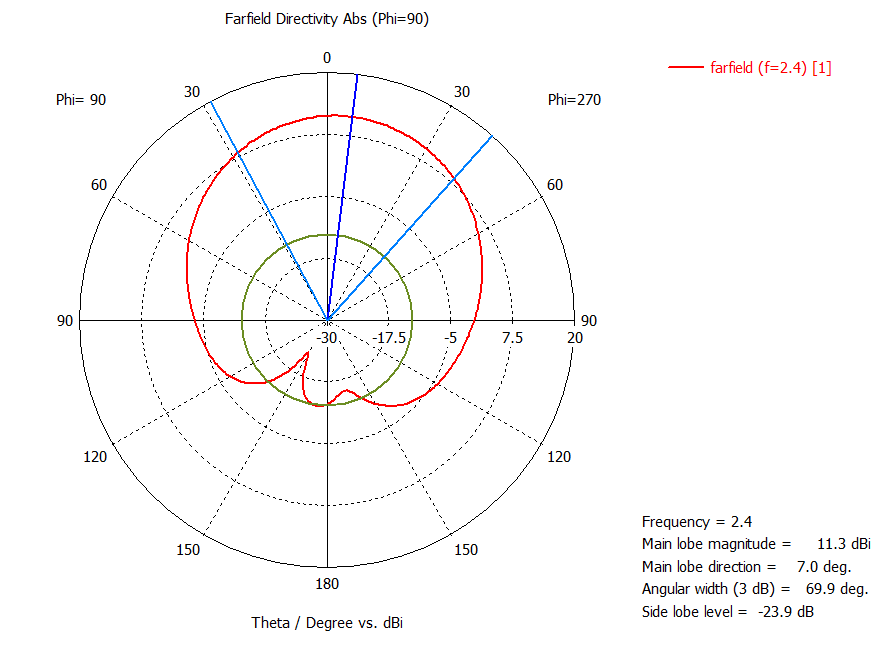 Farfield Directivity Abs (Phi=90)
farfield (f=2.4) [1]
0
30
30
Phi= 90
Phi=270
60
60
90
90
-30
-17.5
-5
7.5
20
120
120
150
150
180
Frequency = 2.4
Main lobe magnitude = 11.3 dBi
Main lobe direction = 7.0 deg.
Angular width (3 dB) = 69.9 deg.
Side lobe level = -23.9 dB
Theta / Degree vs. dBi